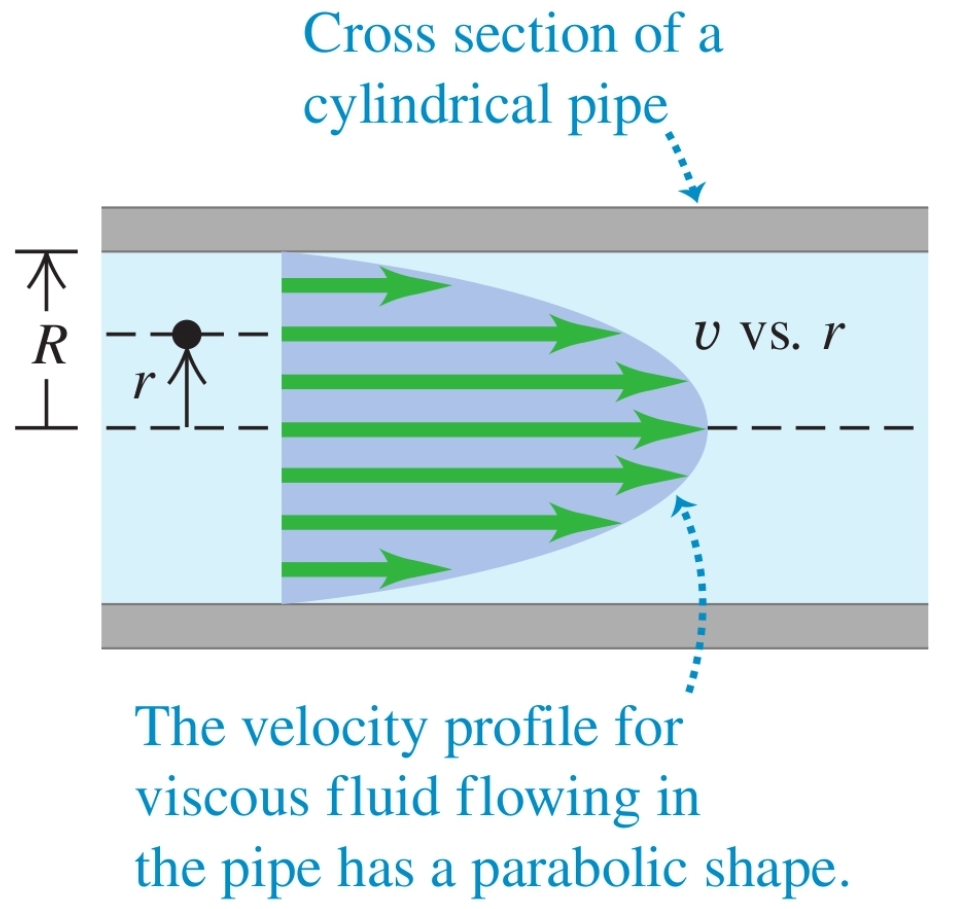 Cross section of a
cylindrical pipe
R
r
v vs. r
The velocity profile for
viscous fluid flowing in
the pipe has a parabolic shape.